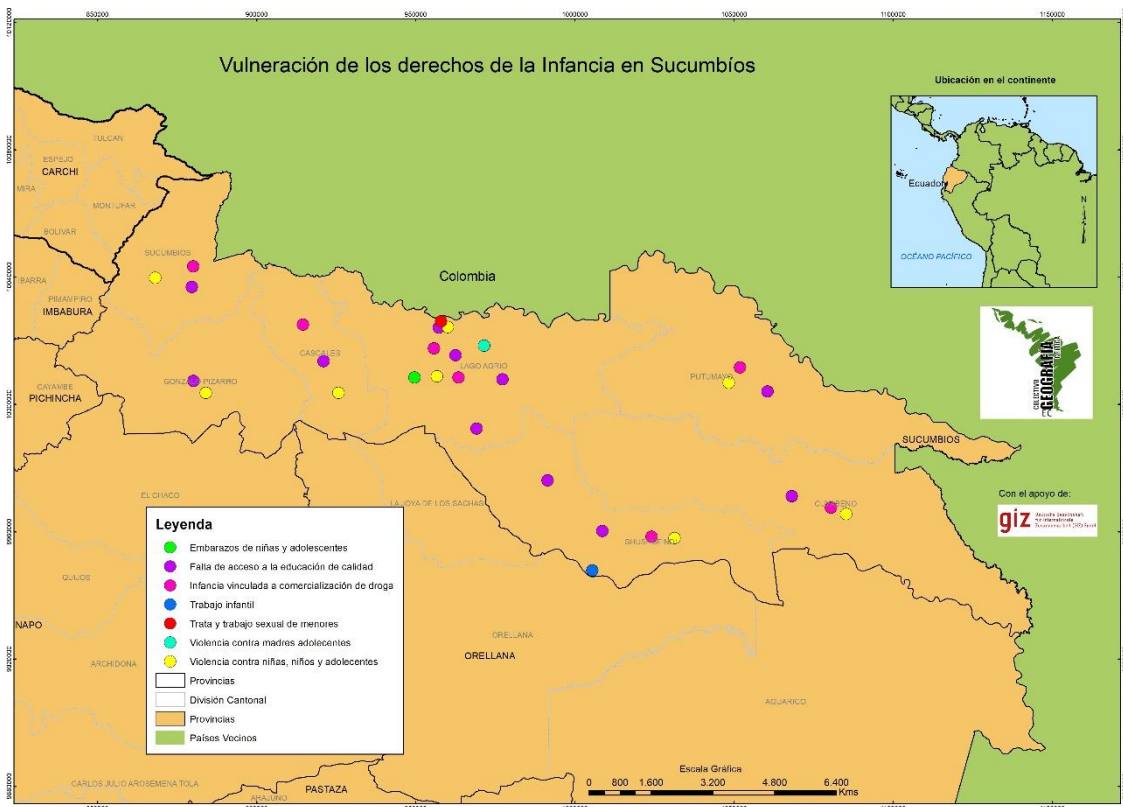 850000 900000 950000 1000000 1050000 1100000 1150000
Vulneración de los derechos de la Infancia en Sucumbíos
Ubicación en el continente
Ecuador
N
OCÉANO PACÍFICO
TULCAN
ESPEJO
CARCHI
MIRA
MONTUFAR
BOLIVAR
SUCUMBIOS
IBARRA
PIMAMPIRO
IMBABURA
Colombia
CASCALES
LAGO AGRIO
PUTUMAYO
GONZALO PIZARRO
CAYAMBE
PICHINCHA
COLECTIVO
GEOGRAFÍA
CRÍTICA
EC
SUCUMBIOS
EL CHACO
LA JOYA DE LOS SACHAS
Con el apoyo de:
giz
QUIJOS
NAPO
ARCHIDONA
ORELLANA
ORELLANA
AGUARICO
Leyenda
Embarazos de niñas y adolescentes
Falta de acceso a la educación de calidad
Infancia vinculada a comercialización de droga
Trabajo infantil
Trata y trabajo sexual de menores
Violencia contra madres adolecentes
Violencia contra niñas, niños y adolecentes
Provincias
División Cantonal
Provincias
Países Vecinos
Escala Gráfica
0 800 1.600 3.200 4.800 6.400
Kms
CARLOS JULIO AROSEMENA TOLA
ARAJUNO
PASTAZA